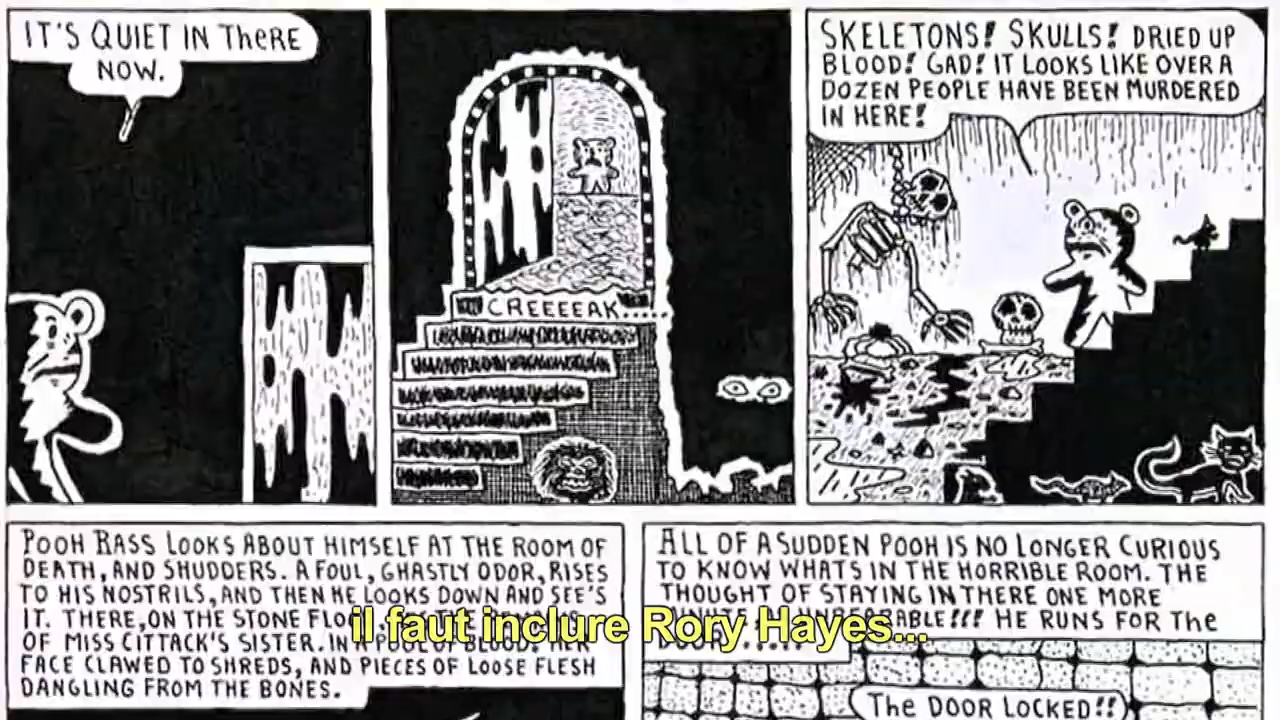 IT'S QUIET IN THeRE
NOW.
CREEEEAK.....
SKELETONS! SKULLS! DRIED UP
BLOOD! GAD! IT LOOKS LIKE OVER A
DOZEN PEOPLE HAVE BEEN MURDERED
IN HERE!
POOH RASS LOOKS ABOUT HIMSELF AT THE ROOM OF
DEATH, AND SHUDDERS. A FOUL, GHASTLY ODOR, RISES
TO HIS NOSTRILS, AND THEN HE LOOKS DOWN AND SEE'S
IT. THERE, ON THE STONE
OF MISS CITTACK'S SISTER. IN A POOL OF BLOOD. HER
FACE CLAWED TO SHREDS, AND PIECES OF LOOSE FLESH
DANGLING FROM THE BONES.
ALL OF A SUDDEN POOH IS NO LONGER CURIOUS
TO KNOW WHATS IN THE HORRIBLE ROOM. THE
THOUGHT OF STAYING IN THERE ONE MORE
HE RUNS FOR THe
The DOOR LOCKED!!
il faut inclure Rory Hayes...